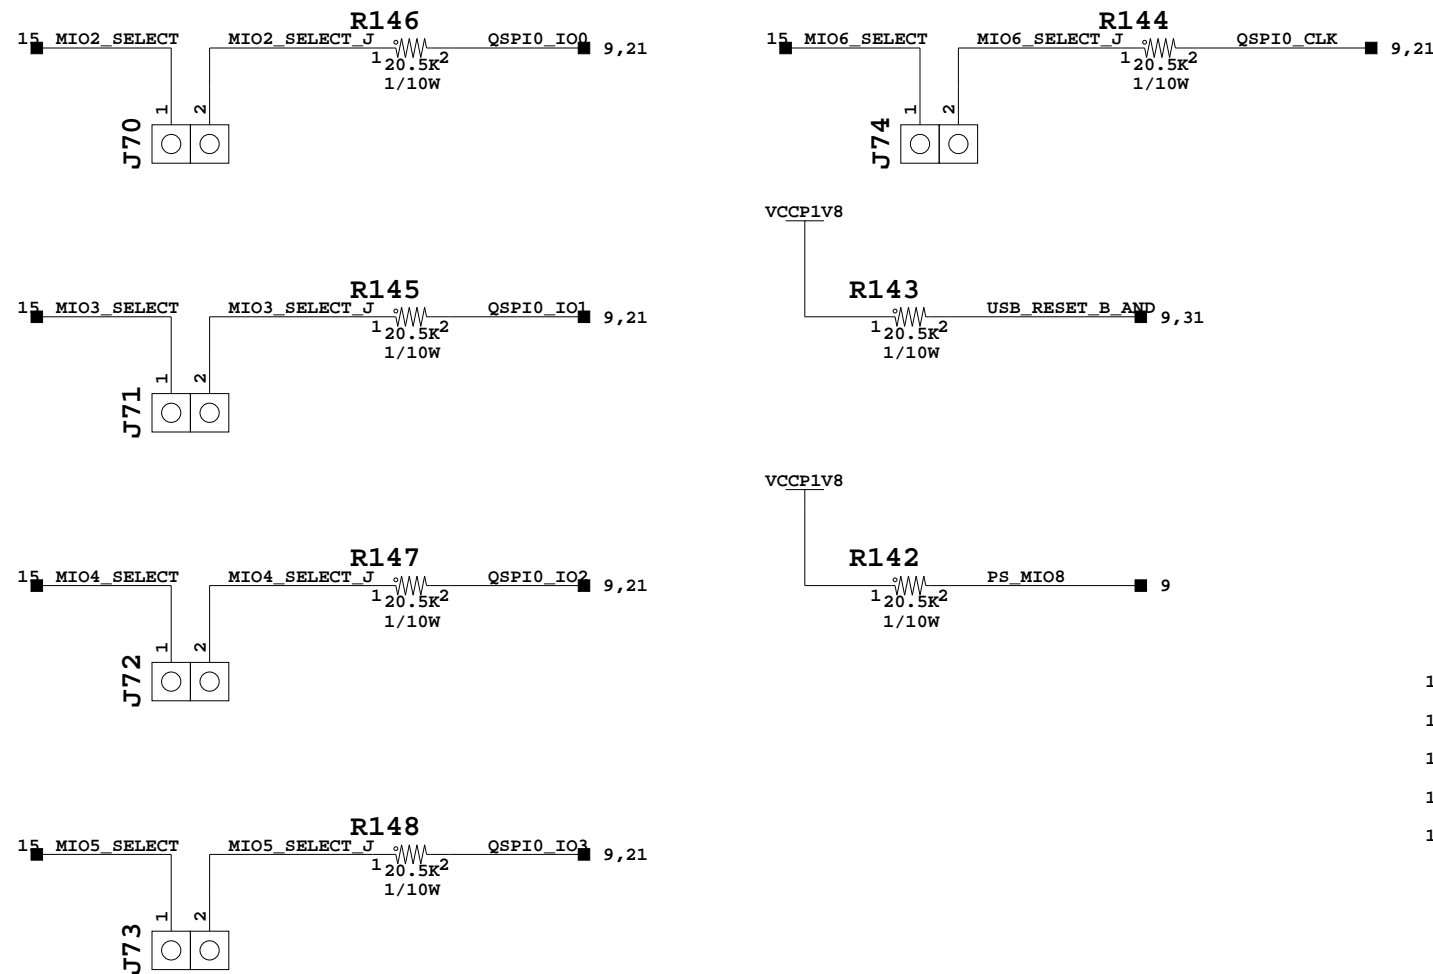 R146
15 MIO2_SELECT MIO2_SELECT_J QSPI0_IO0 9,21
1 20.5K 2
1/10W
1 2
J70
R144
15 MIO6_SELECT MIO6_SELECT_J QSPI0_CLK 9,21
1 20.5K 2
1/10W
1 2
J74
R145
15 MIO3_SELECT MIO3_SELECT_J QSPI0_IO1 9,21
1 20.5K 2
1/10W
1 2
J71
VCCP1V8
R143
USB_RESET_B_AND 9,31
1 20.5K 2
1/10W
R147
15 MIO4_SELECT MIO4_SELECT_J QSPI0_IO2 9,21
1 20.5K 2
1/10W
1 2
J72
VCCP1V8
R142
PS_MIO8 9
1 20.5K 2
1/10W
R148
15 MIO5_SELECT MIO5_SELECT_J QSPI0_IO3 9,21
1 20.5K 2
1/10W
1 2
J73
1
1
1
1
1